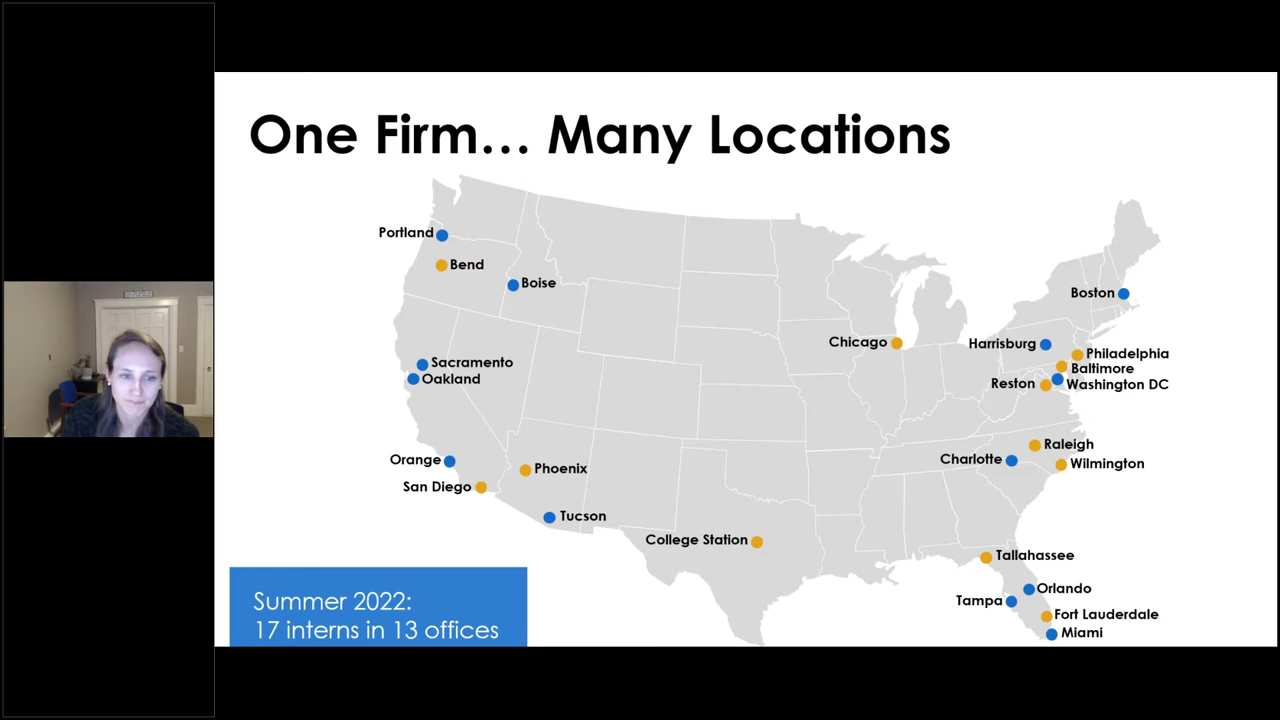 One Firm… Many Locations
Portland
Bend
Boise
Boston
Chicago
Harrisburg
Philadelphia
Baltimore
Reston
Washington DC
Sacramento
Oakland
Raleigh
Charlotte
Wilmington
Orange
Phoenix
San Diego
Tucson
College Station
Tallahassee
Orlando
Tampa
Fort Lauderdale
Miami
Summer 2022:
17 interns in 13 offices